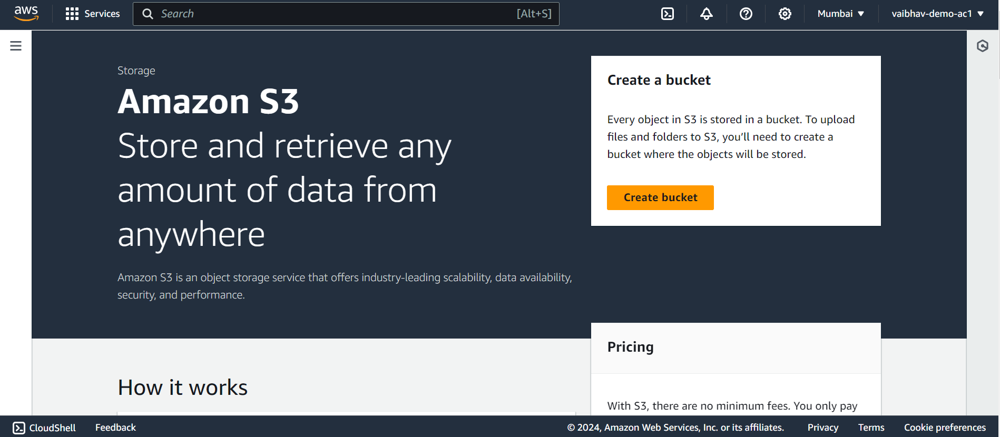 aws
Services
Search
[Alt+S]
Mumbai
vaibhav-demo-ac1
Storage
Amazon S3
Store and retrieve any
amount of data from
anywhere
Amazon S3 is an object storage service that offers industry-leading scalability, data availability,
security, and performance.
Create a bucket
Every object in S3 is stored in a bucket. To upload
files and folders to S3, you’ll need to create a
bucket where the objects will be stored.
Create bucket
How it works
Pricing
With S3, there are no minimum fees. You only pay
CloudShell
Feedback
© 2024, Amazon Web Services, Inc. or its affiliates.
Privacy
Terms
Cookie preferences